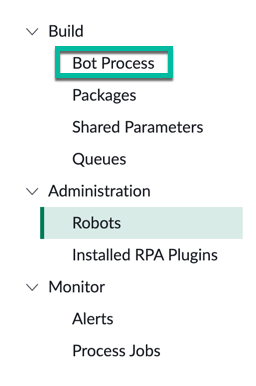 Build
Bot Process
Packages
Shared Parameters
Queues
Administration
Robots
Installed RPA Plugins
Monitor
Alerts
Process Jobs